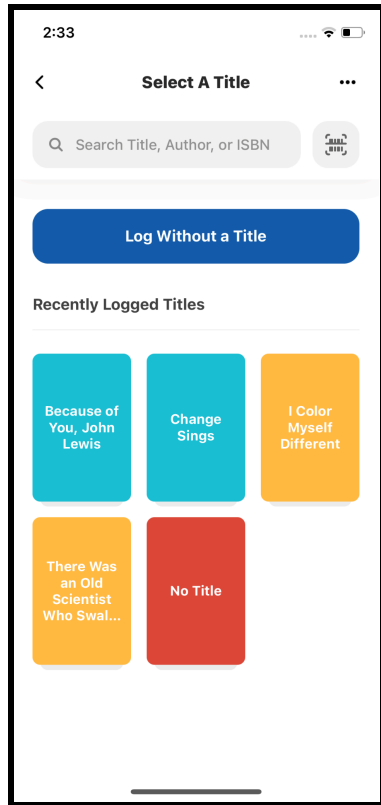 2:33
Select A Title
Search Title, Author, or ISBN
Log Without a Title
Recently Logged Titles
Because of
You, John
Lewis
Change
Sings
I Color
Myself
Different
There Was
an Old
Scientist
Who Swal...
No Title